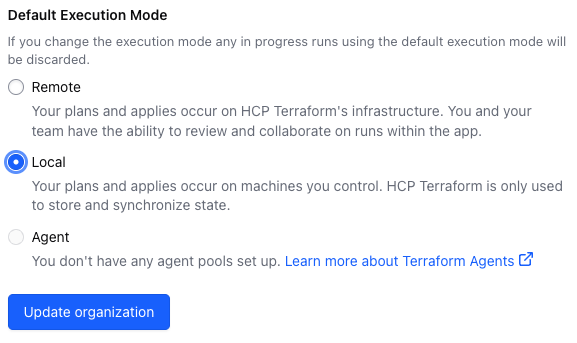 Default Execution Mode
If you change the execution mode any in progress runs using the default execution mode will
be discarded.
Remote
Your plans and applies occur on HCP Terraform's infrastructure. You and your
team have the ability to review and collaborate on runs within the app.
Local
Your plans and applies occur on machines you control. HCP Terraform is only used
to store and synchronize state.
Agent
You don't have any agent pools set up. Learn more about Terraform Agents
Update organization